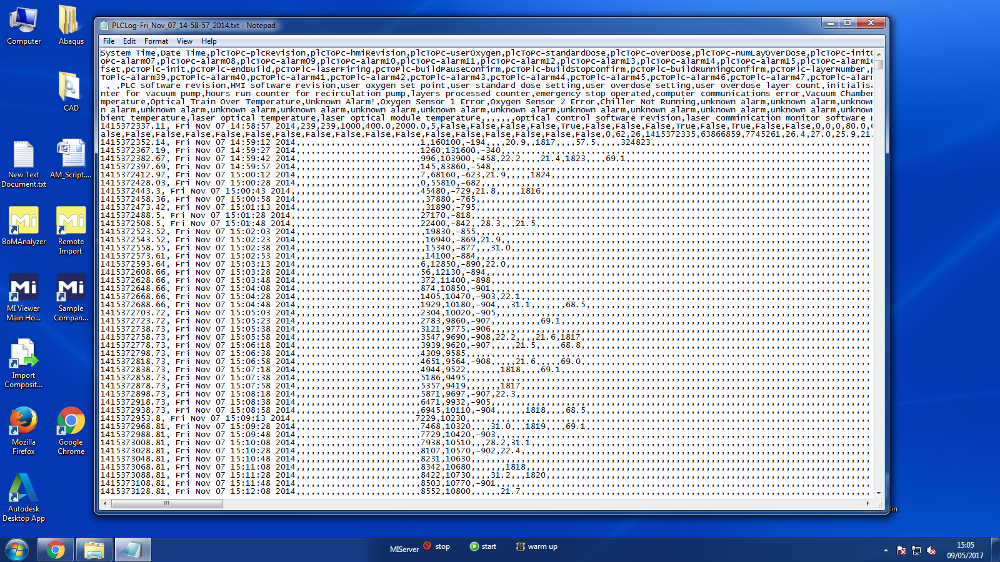 Computer
Abaqus
CAD
New Text
Document.txt
AM_Script....
BoMAnalyzer
Remote
Import
MI Viewer
Main Ho...
Sample
Compan...
Import
Composit...
Mozilla
Firefox
Google
Chrome
Autodesk
Desktop App
PLCLog-Fri_Nov_07_14-58-57_2014.txt - Notepad
File Edit Format View Help
System Time,Date Time,plcToPc-plcRevision,plcToPc-hmiRevision,plcToPc-userOxygen,plcToPc-standardDose,plcToPc-overDose,plcToPc-numLayOverDose,plcToPc-initC
oPc-alarm07,plcToPc-alarm08,plcToPc-alarm09,plcToPc-alarm10,plcToPc-alarm11,plcToPc-alarm12,plcToPc-alarm13,plcToPc-alarm14,plcToPc-alarm15,plcToPc-alarm16
fset,pcToPlc-init,pcToPlc-endBuild,pcToPlc-laserFiring,pcToPlc-buildPauseConfirm,pcToPlc-buildStopConfirm,pcToPlc-buildRunningConfirm,pcToPlc-layerNumber,p
ToPlc-alarm39,pcToPlc-alarm40,pcToPlc-alarm41,pcToPlc-alarm42,pcToPlc-alarm43,pcToPlc-alarm44,pcToPlc-alarm45,pcToPlc-alarm46,pcToPlc-alarm47,pcToPlc-alarm
, ,PLC software revision,HMI software revision,user oxygen set point,user standard dose setting,user overdose setting,user overdose layer count,initialisa
nter for vacuum pump,hours run counter for recirculation pump,layers processed counter,emergency stop operated,computer communications error,Vacuum Chamber
mperature,Optical Train Over Temperature,Unknown Alarm!,Oxygen Sensor 1 Error,Oxygen Sensor 2 Error,Chiller Not Running,unknown alarm,unknown alarm,unknown
n alarm,unknown alarm,unknown alarm,unknown alarm,unknown alarm,unknown alarm,unknown alarm,unknown alarm,unknown alarm,unknown alarm,unknown alarm,unknown
bient temperature,laser optical temperature,laser optical module temperature,,,,,,,optical control software revision,laser comminication monitor software r
1415372337.11, Fri Nov 07 14:58:57 2014,239,239,1000,400.0,2000.0,5,False,False,False,False,True,False,False,False,True,False,True,False,False,0,0,0,80.0,6
alse,False,False,False,False,False,False,False,False,False,False,False,False,False,False,False,False,0,62,26,1415372335,63866859,7745261,26.4,27.0,25.9,21.
1415372352.14, Fri Nov 07 14:59:12 2014 1,160100,-194,,,,20.9,,1817,,,,57.5,,,,,324823
1415372367.19, Fri Nov 07 14:59:27 2014 1260,131600,-340
1415372382.67, Fri Nov 07 14:59:42 2014 996,103900,-458,22.2,,,,21.4,1823,,,,69.1
1415372397.69, Fri Nov 07 14:59:57 2014 145,83860,-548
1415372412.97, Fri Nov 07 15:00:12 2014 7,68160,-623,21.9,,,,,1824
1415372428.03, Fri Nov 07 15:00:28 2014 0,55810,-682
1415372443.3, Fri Nov 07 15:00:43 2014 45480,-729,21.8,,,,,1816
1415372458.36, Fri Nov 07 15:00:58 2014 37880,-765
1415372473.42, Fri Nov 07 15:01:13 2014 31890,-795
1415372488.5, Fri Nov 07 15:01:28 2014 27170,-818
1415372508.5, Fri Nov 07 15:01:48 2014 22400,-842,,28.3,,,21.5
1415372523.52, Fri Nov 07 15:02:03 2014 19830,-855
1415372543.52, Fri Nov 07 15:02:23 2014 16940,-869,21.9
1415372558.55, Fri Nov 07 15:02:38 2014 15340,-877,,,31.0
1415372573.61, Fri Nov 07 15:02:53 2014 14100,-884
1415372593.64, Fri Nov 07 15:03:13 2014 6,12850,-890,22.0
1415372608.66, Fri Nov 07 15:03:28 2014 56,12130,-894
1415372628.66, Fri Nov 07 15:03:48 2014 372,11400,-898
1415372648.66, Fri Nov 07 15:04:08 2014 874,10850,-901
1415372668.66, Fri Nov 07 15:04:28 2014 1405,10470,-903,22.1
1415372688.66, Fri Nov 07 15:04:48 2014 1929,10180,-904,,,31.1,,,,,,,68.5
1415372703.72, Fri Nov 07 15:05:03 2014 2304,10020,-905
1415372723.72, Fri Nov 07 15:05:23 2014 2783,9860,-907,,,,,,,,,,69.1
1415372738.73, Fri Nov 07 15:05:38 2014 3121,9775,-906
1415372758.73, Fri Nov 07 15:05:58 2014 3547,9690,-908,22.2,,,,21.6,1817
1415372778.73, Fri Nov 07 15:06:18 2014 3939,9620,-907,,,,,21.5,,,,,68.8
1415372798.73, Fri Nov 07 15:06:38 2014 4309,9585
1415372818.73, Fri Nov 07 15:06:58 2014 4651,9564,-908,,,,,21.6,,,,,69.0
1415372838.73, Fri Nov 07 15:07:18 2014 4944,9522,,,,,,,1818,,,,69.1
1415372858.73, Fri Nov 07 15:07:38 2014 5186,9495
1415372878.73, Fri Nov 07 15:07:58 2014 5357,9419,,,,,,,1817
1415372898.73, Fri Nov 07 15:08:18 2014 5871,9697,-907,22.3
1415372918.73, Fri Nov 07 15:08:38 2014 6471,9932,-905
1415372938.73, Fri Nov 07 15:08:58 2014 6945,10110,-904,,,,,,1818,,,,68.5
1415372953.8, Fri Nov 07 15:09:13 2014 7229,10230
1415372968.81, Fri Nov 07 15:09:28 2014 7468,10320,,,,31.0,,,1819,,,,69.1
1415372988.81, Fri Nov 07 15:09:48 2014 7729,10420,-903
1415373008.81, Fri Nov 07 15:10:08 2014 7938,10510,,,28.2,31.1
1415373028.81, Fri Nov 07 15:10:28 2014 8107,10570,-902,22.4
1415373048.81, Fri Nov 07 15:10:48 2014 8231,10630
1415373068.81, Fri Nov 07 15:11:08 2014 8342,10680,,,,,,,1818
1415373088.81, Fri Nov 07 15:11:28 2014 8422,10730,,,,31.2,,,1820
1415373108.81, Fri Nov 07 15:11:48 2014 8503,10770,-901
1415373128.81, Fri Nov 07 15:12:08 2014 8552,10800,,,,,,21.7
MIServer stop start warm up
15:05
09/05/2017